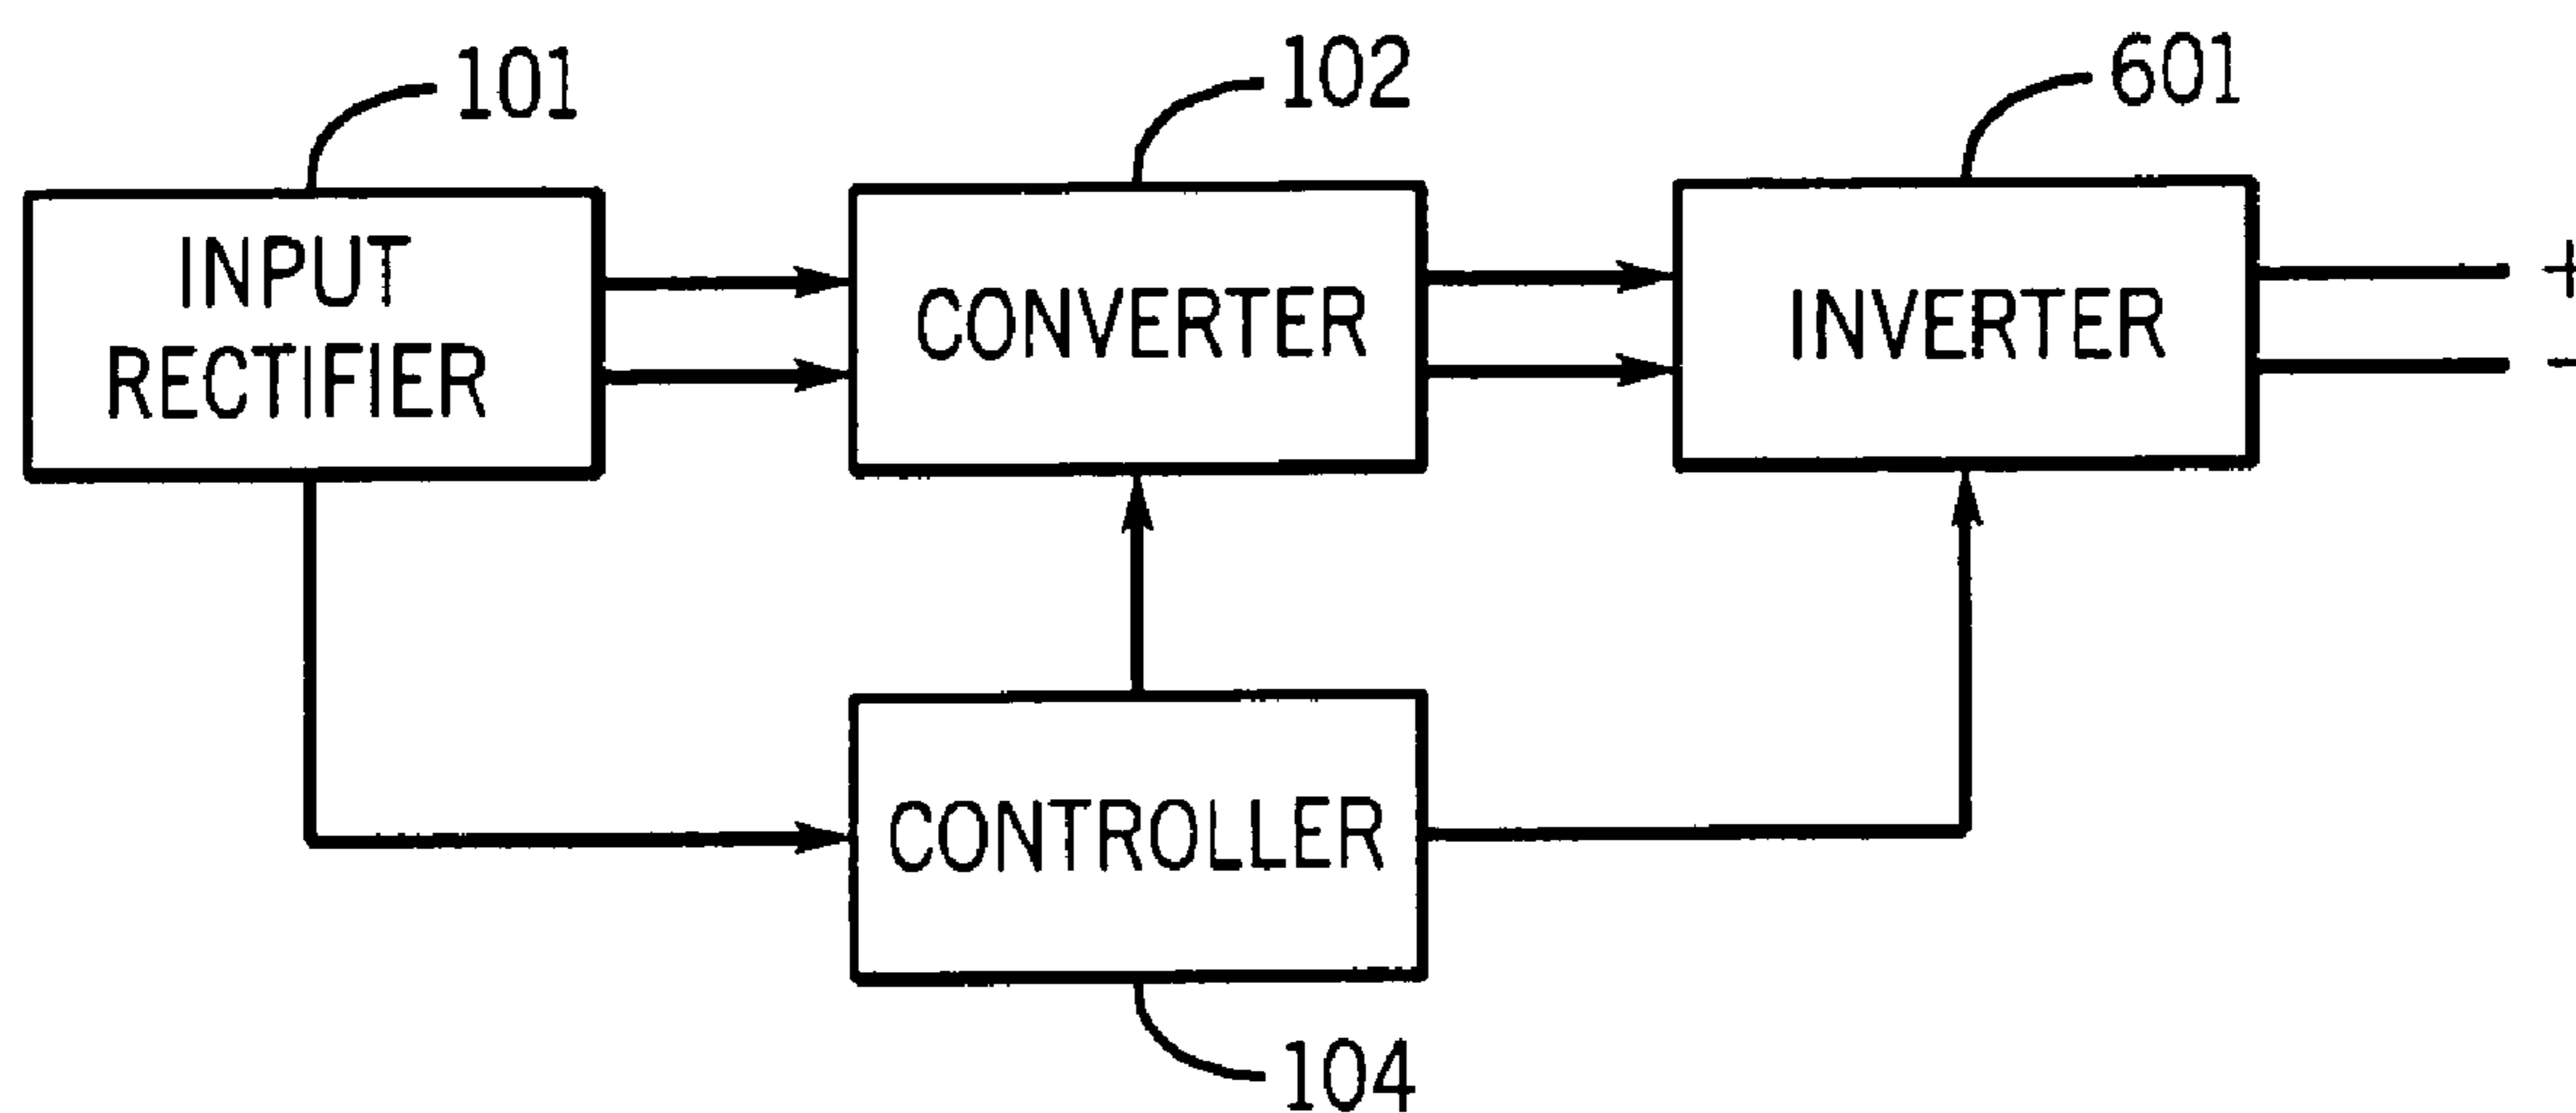 101
102
601
INPUT
RECTIFIER
CONVERTER
INVERTER
+
-
CONTROLLER
104